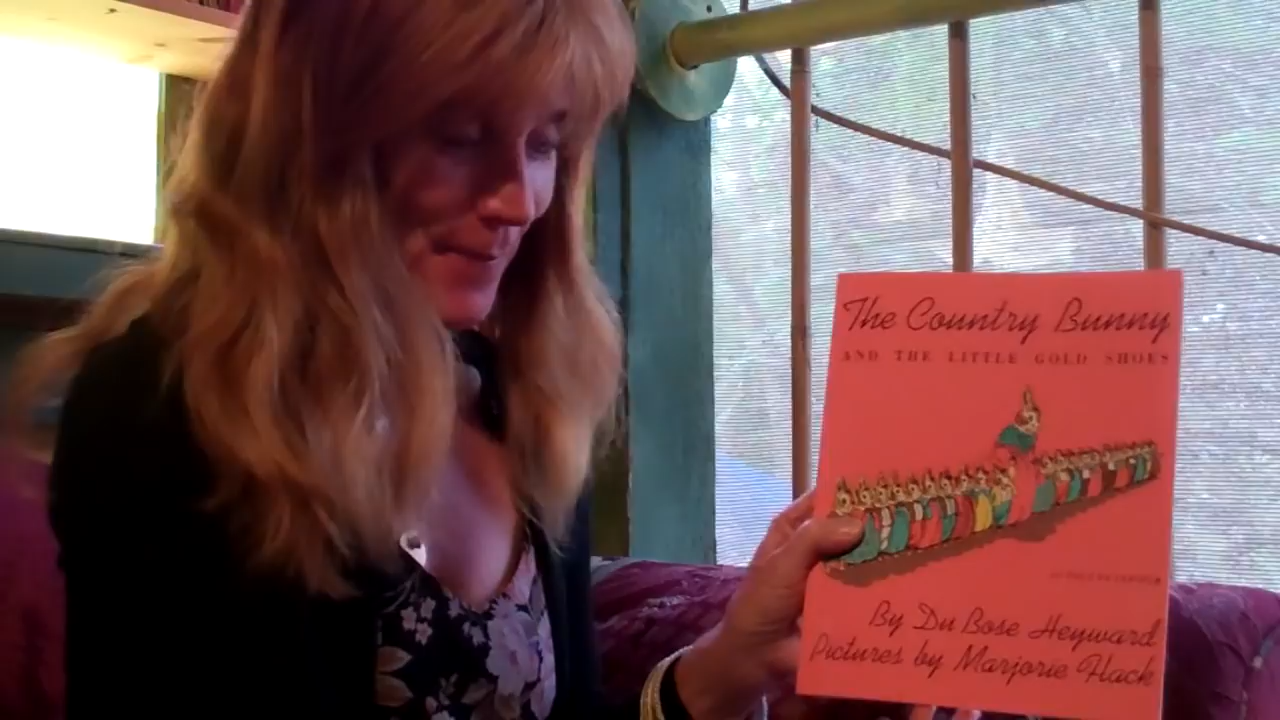 The Country Bunny
AND THE LITTLE GOLD SHOES
By Du Bose Heyward
Pictures by Marjorie Flack